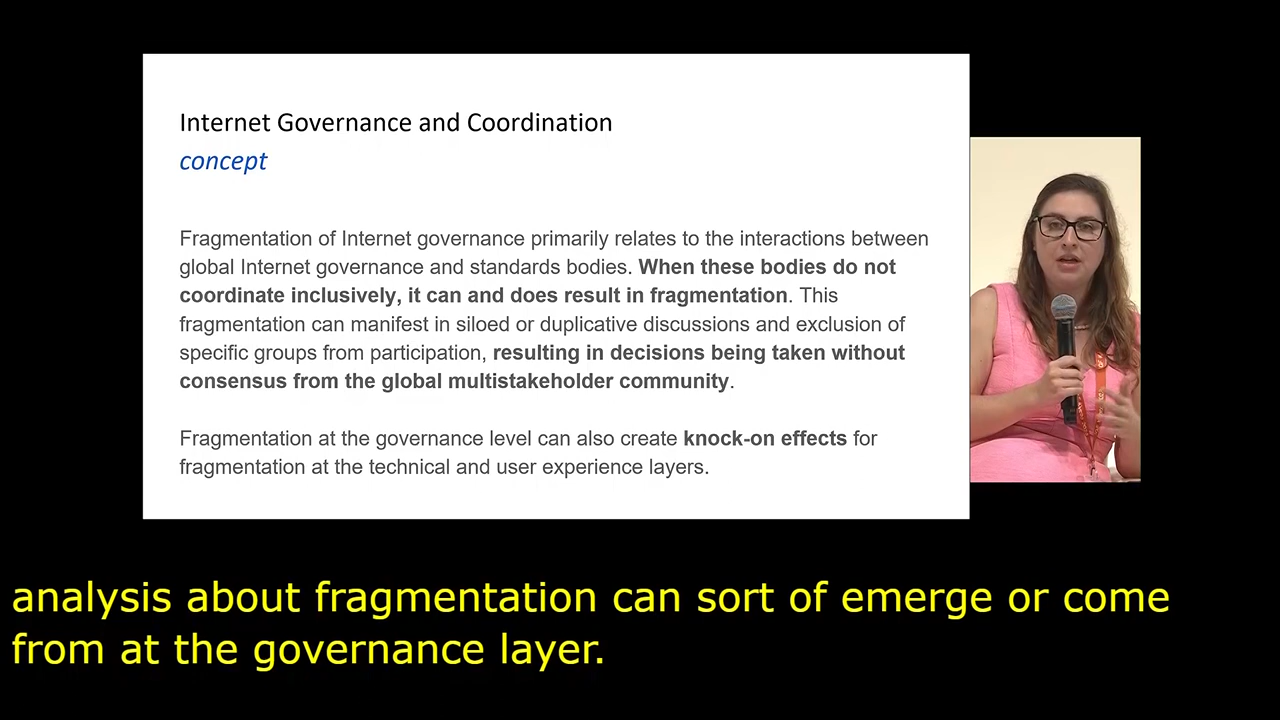 Internet Governance and Coordination
concept
Fragmentation of Internet governance primarily relates to the interactions between
global Internet governance and standards bodies. When these bodies do not
coordinate inclusively, it can and does result in fragmentation. This
fragmentation can manifest in siloed or duplicative discussions and exclusion of
specific groups from participation, resulting in decisions being taken without
consensus from the global multistakeholder community.
Fragmentation at the governance level can also create knock-on effects for
fragmentation at the technical and user experience layers.
analysis about fragmentation can sort of emerge or come
from at the governance layer.